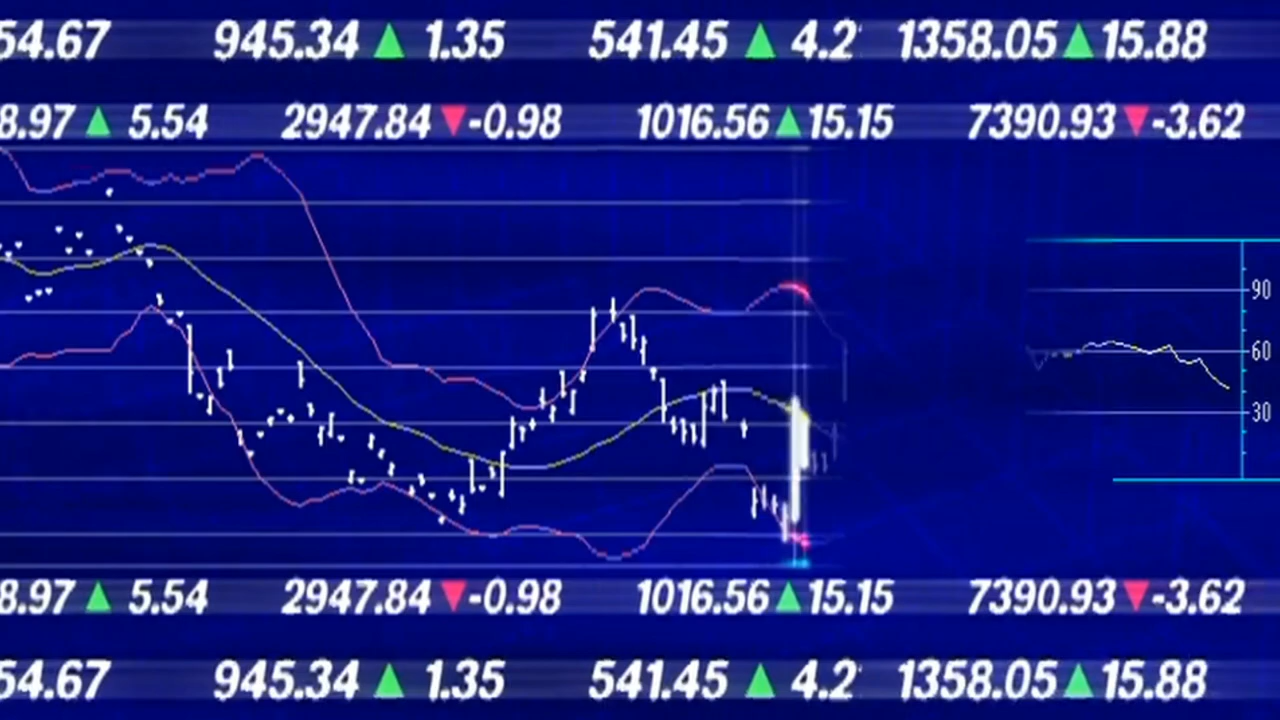 54.67 945.34 ▲ 1.35 541.45 ▲ 4.2 1358.05 ▲ 15.88
8.97 ▲ 5.54 2947.84 ▼ -0.98 1016.56 ▲ 15.15 7390.93 ▼ -3.62
90
60
30
8.97 ▲ 5.54 2947.84 ▼ -0.98 1016.56 ▲ 15.15 7390.93 ▼ -3.62
54.67 945.34 ▲ 1.35 541.45 ▲ 4.2 1358.05 ▲ 15.88